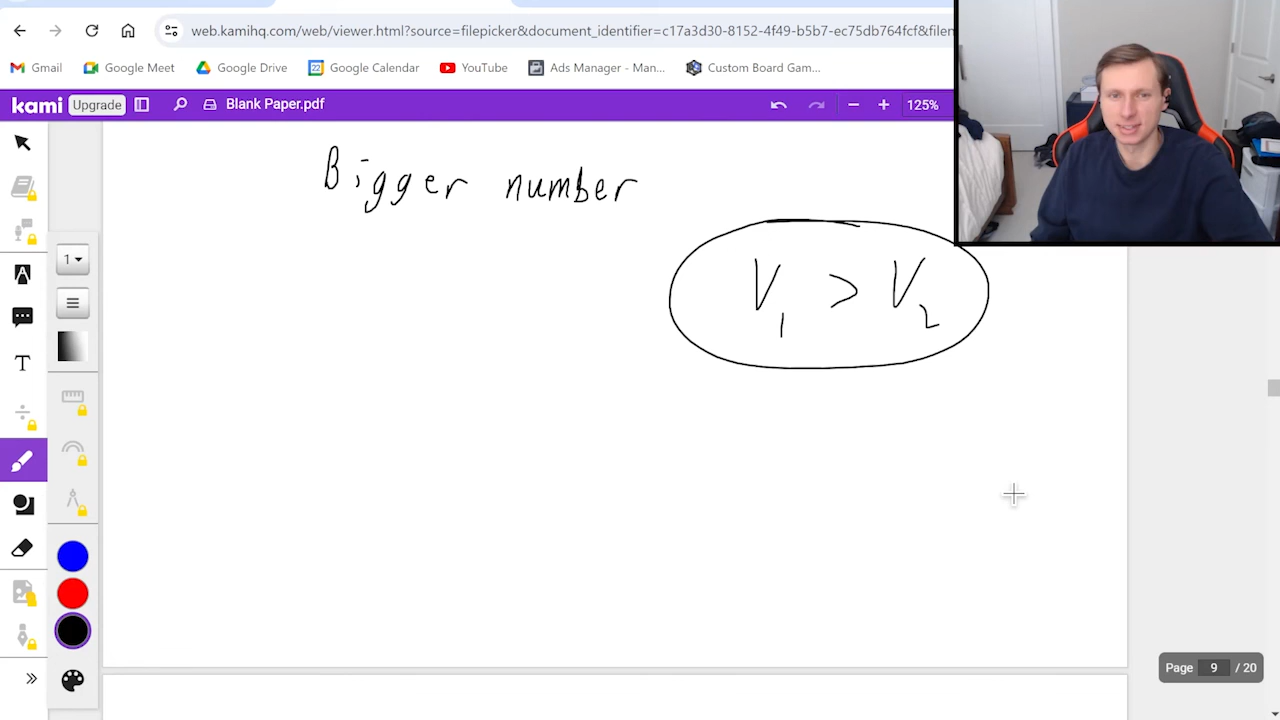 web.kamihq.com/web/viewer.html?source=filepicker&document_identifier=c17a3d30-8152-4f49-b5b7-ec75db764fcf&filen
Gmail Google Meet Google Drive 22 Google Calendar YouTube Ads Manager - Man... Custom Board Gam...
kami Upgrade Blank Paper.pdf 125%
Bigger number
V₁ > V₂
1
A
T
Page 9 / 20